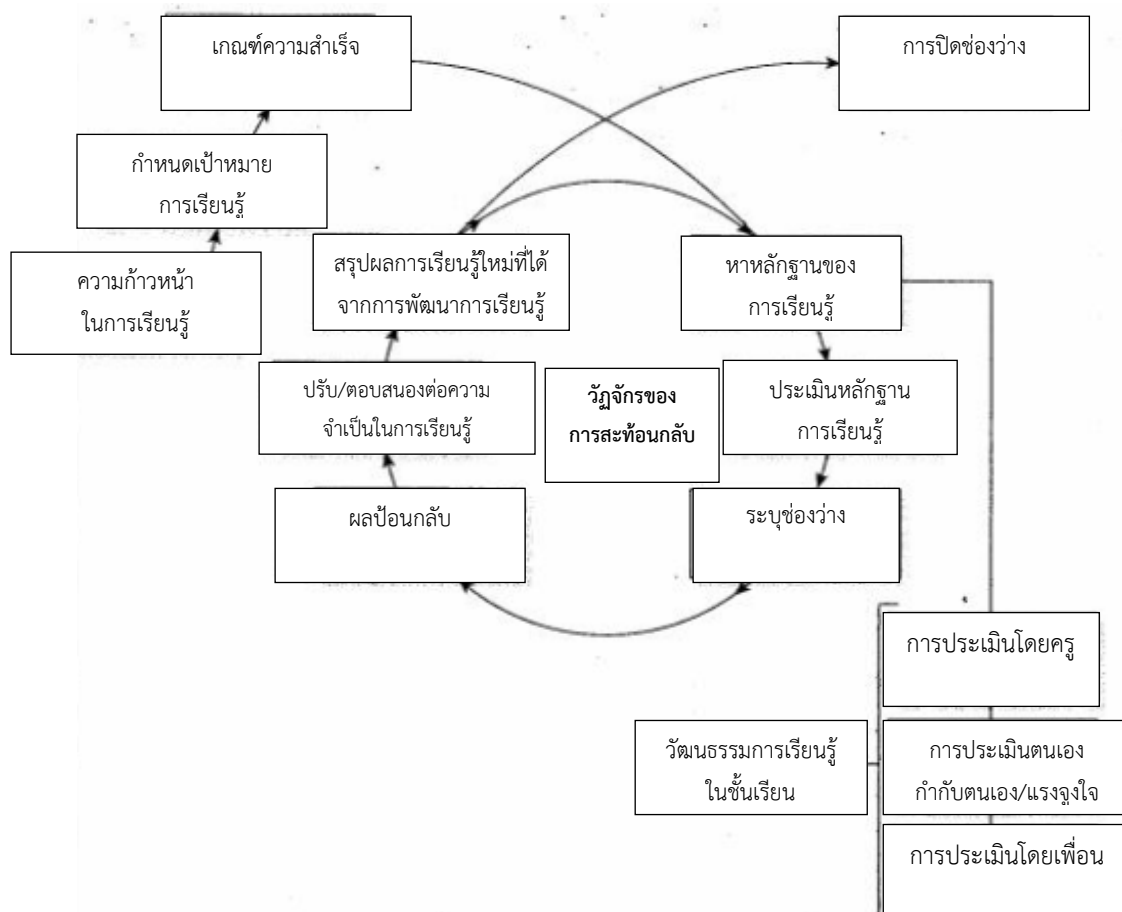 เกณฑ์ความสำเร็จ
การปิดช่องว่าง
กำหนดเป้าหมาย
การเรียนรู้
ความก้าวหน้า
ในการเรียนรู้
สรุปผลการเรียนรู้ใหม่ที่ได้
จากการพัฒนาการเรียนรู้
หาหลักฐานของ
การเรียนรู้
ปรับ/ตอบสนองต่อความ
จำเป็นในการเรียนรู้
วัฏจักรของ
การสะท้อนกลับ
ประเมินหลักฐาน
การเรียนรู้
ผลป้อนกลับ
ระบุช่องว่าง
การประเมินโดยครู
วัฒนธรรมการเรียนรู้
ในชั้นเรียน
การประเมินตนเอง
กำกับตนเอง/แรงจูงใจ
การประเมินโดยเพื่อน